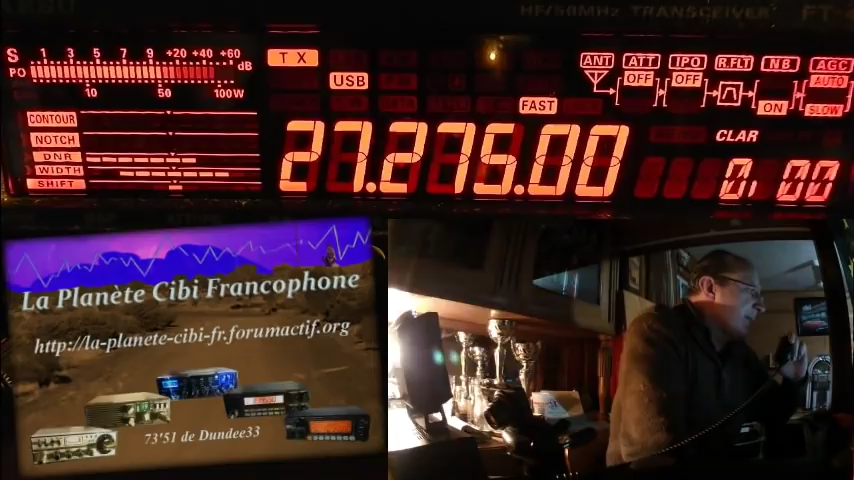 HF/50MHz TRANSCEIVER FT-
S 1 3 5 7 9 +20 +40 +60 dB
PO 10 50 100W
TX
USB
FAST
ANT ATT IPO R.FLT NB AGC
OFF OFF AUTO
ON SLOW
CONTOUR
NOTCH
DNR
WIDTH
SHIFT
27.275.00
CLAR
0.00
La Planète Cibi Francophone
http://la-planete-cibi-fr.forumactif.org
73'51 de Dundee33